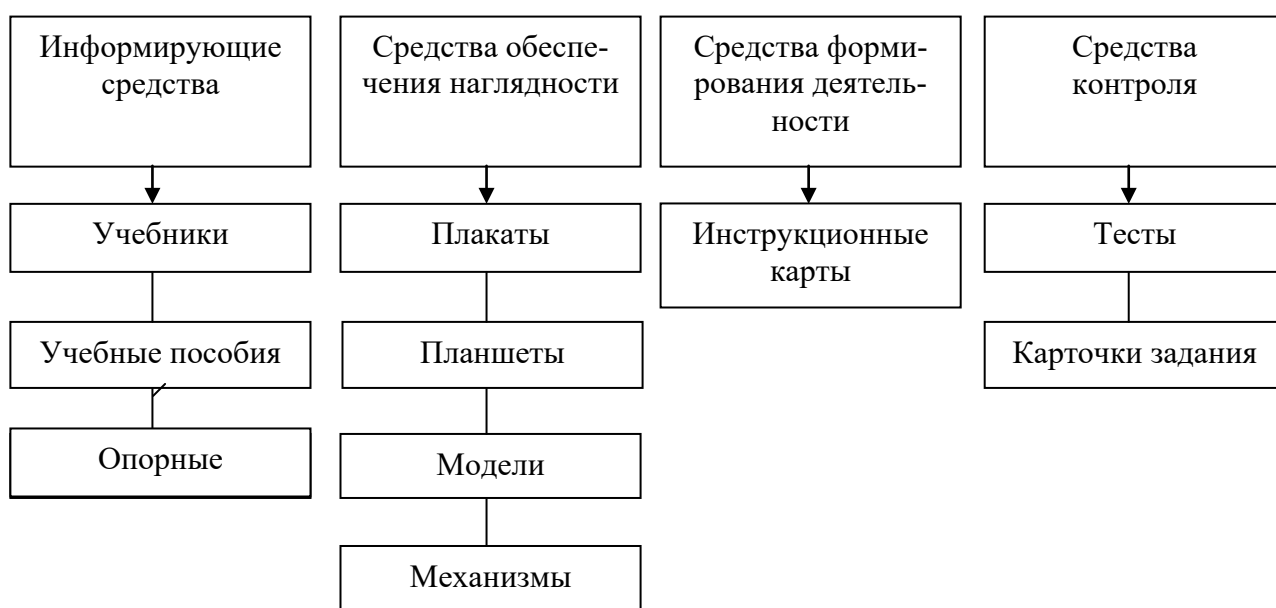 Информирующие
средства
Средства обеспе-
чения наглядности
Средства форми-
рования деятель-
ности
Средства
контроля
Учебники
Плакаты
Инструкционные
карты
Тесты
Учебные пособия
Планшеты
Карточки задания
Опорные
Модели
Механизмы